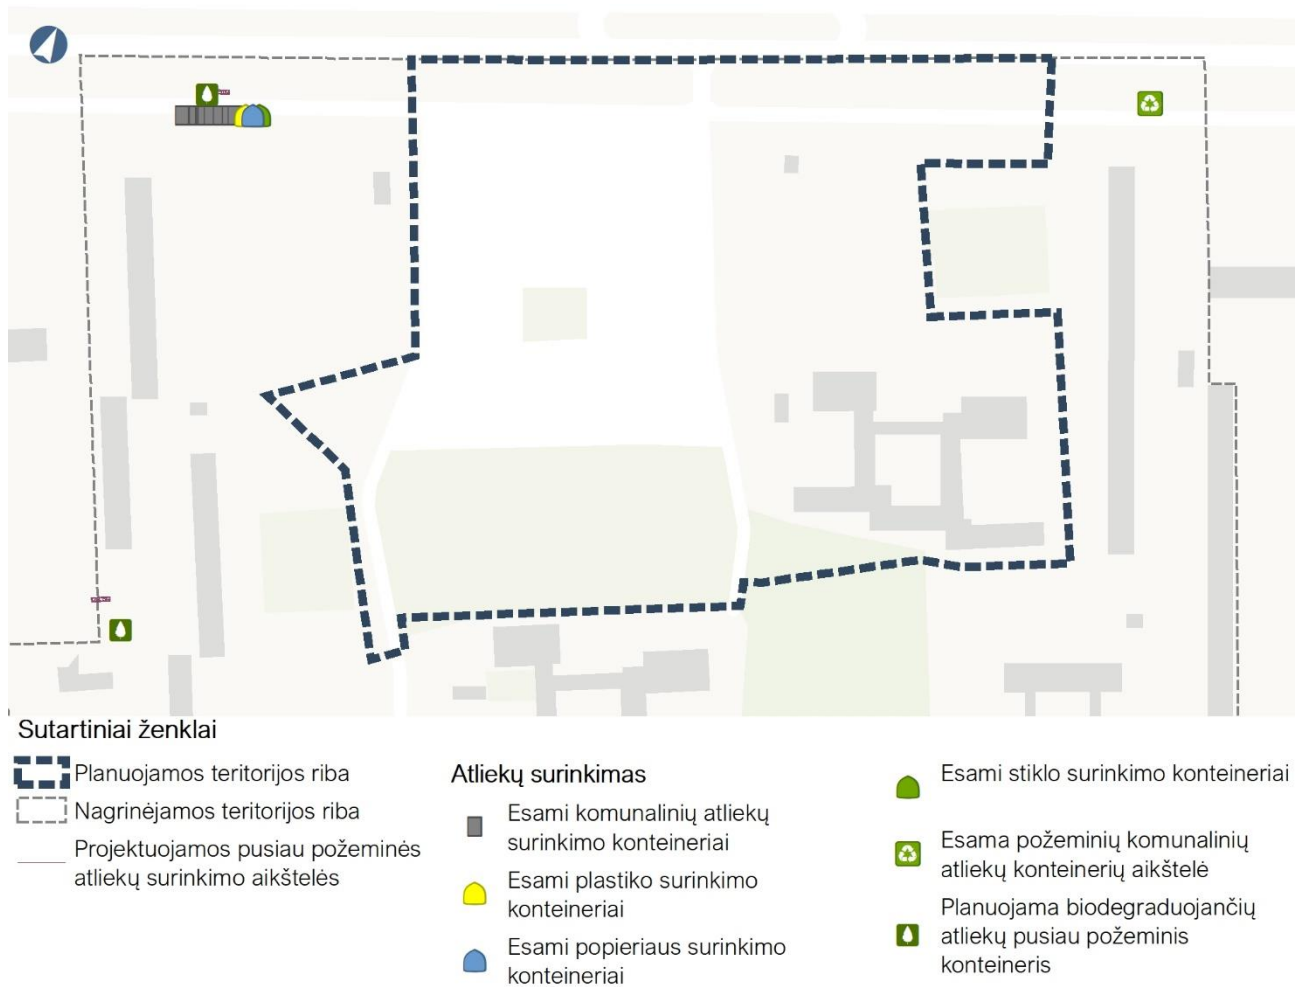 Sutartiniai ženklai
Planuojamos teritorijos riba
Nagrinėjamos teritorijos riba
Projektuojamos pusiau požeminės
atliekų surinkimo aikštelės
Atliekų surinkimas
Esami komunalinių atliekų
surinkimo konteineriai
Esami plastiko surinkimo
konteineriai
Esami popieriaus surinkimo
konteineriai
Esami stiklo surinkimo konteineriai
Esama požeminių komunalinių
atliekų konteinerių aikštelė
Planuojama biodegraduojančių
atliekų pusiau požeminis
konteineris